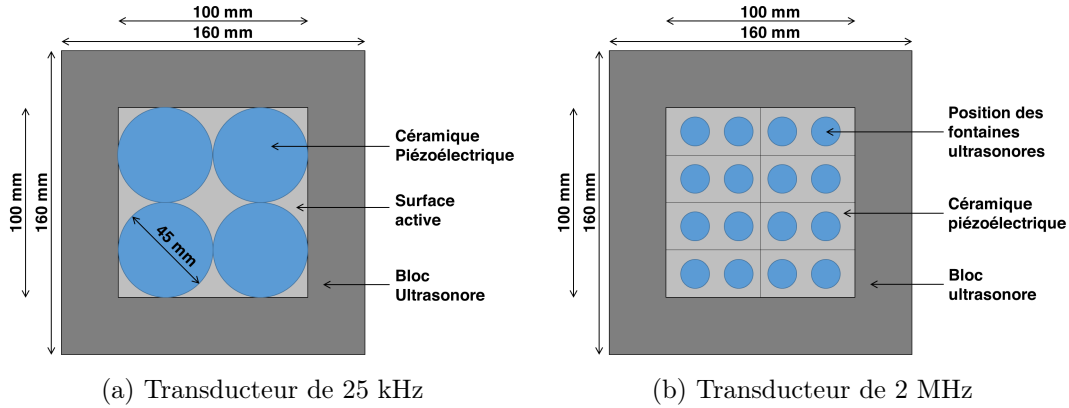 100 mm
160 mm
100 mm
160 mm
45 mm
Céramique
Piézoélectrique
Surface
active
Bloc
Ultrasonore
(a) Transducteur de 25 kHz
100 mm
160 mm
100 mm
160 mm
Position des
fontaines
ultrasonores
Céramique
piézoélectrique
Bloc
ultrasonore
(b) Transducteur de 2 MHz